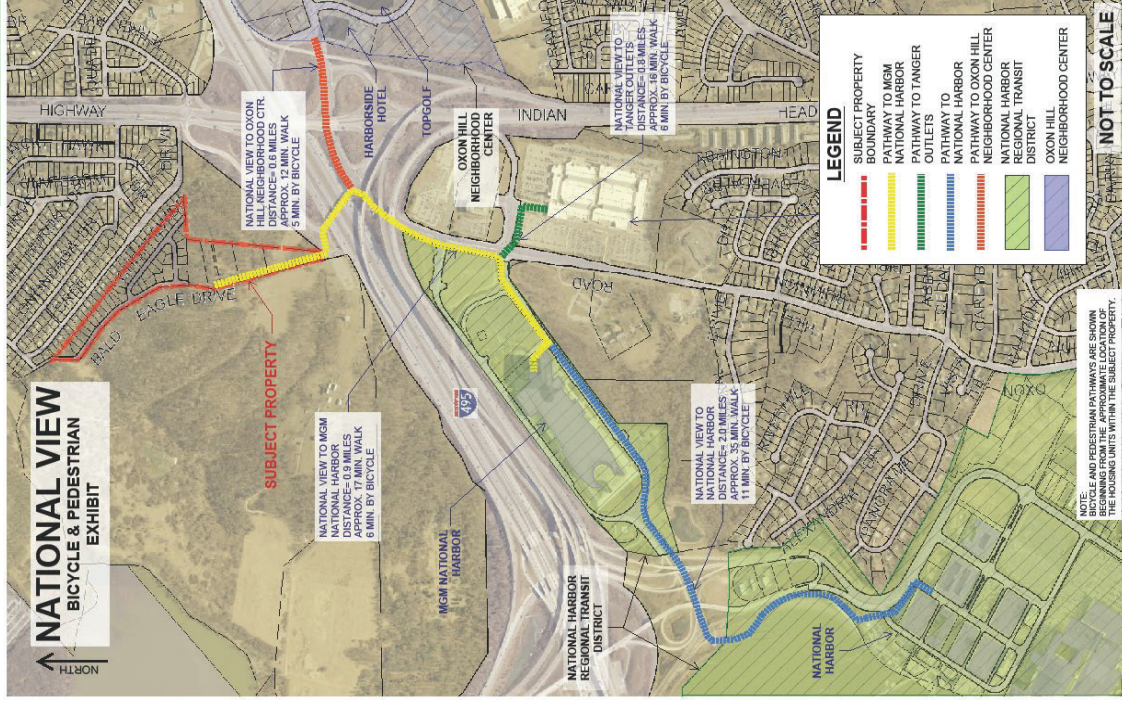 NATIONAL VIEW
BICYCLE & PEDESTRIAN
EXHIBIT
NORTH
HIGHWAY
BALD
EAGLE DRIVE
SUBJECT PROPERTY
NATIONAL VIEW TO OXON
HILL NEIGHBORHOOD CTR.
DISTANCE= 0.6 MILES
APPROX. 12 MIN. WALK
5 MIN. BY BICYCLE
HARBORSIDE
HOTEL
TOPGOLF
OXON HILL
NEIGHBORHOOD
CENTER
INDIAN
HEAD
NATIONAL VIEW TO
TANGER OUTLETS
DISTANCE= 0.8 MILES
APPROX. 16 MIN. WALK
6 MIN. BY BICYCLE
NATIONAL VIEW TO MGM
NATIONAL HARBOR
DISTANCE= 0.9 MILES
APPROX. 17 MIN. WALK
6 MIN. BY BICYCLE
495
ROAD
MGM NATIONAL
HARBOR
NATIONAL VIEW TO
NATIONAL HARBOR
DISTANCE= 2.0 MILES
APPROX. 35 MIN. WALK
11 MIN. BY BICYCLE
NATIONAL HARBOR
REGIONAL TRANSIT
DISTRICT
NATIONAL
HARBOR
ALEXANDRIA
OXON
LEGEND
SUBJECT PROPERTY
BOUNDARY
PATHWAY TO MGM
NATIONAL HARBOR
PATHWAY TO TANGER
OUTLETS
PATHWAY TO
NATIONAL HARBOR
PATHWAY TO OXON HILL
NEIGHBORHOOD CENTER
NATIONAL HARBOR
REGIONAL TRANSIT
DISTRICT
OXON HILL
NEIGHBORHOOD CENTER
NOT TO SCALE
NOTE:
BICYCLE AND PEDESTRIAN PATHWAYS ARE SHOWN
BEGINNING FROM THE APPROXIMATE LOCATION OF
THE HOUSING UNITS WITHIN THE SUBJECT PROPERTY.